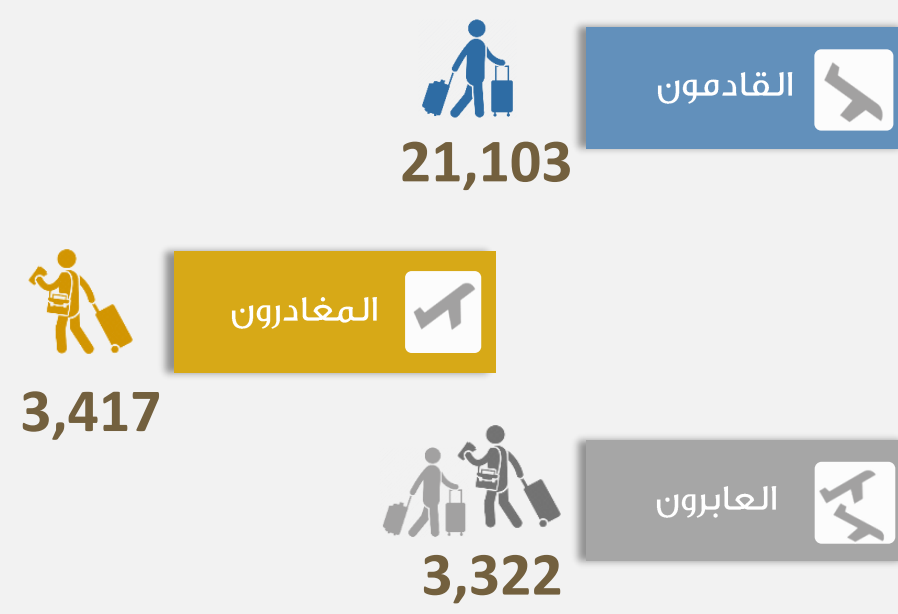 القادمون
21,103
المغادرون
3,417
العابرون
3,322